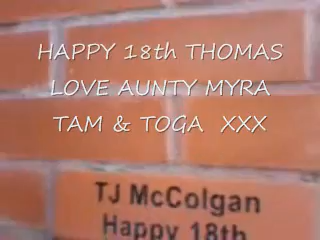 HAPPY 18th THOMAS
LOVE AUNTY MYRA
TAM & TOGA XXX
TJ McColgan
Happy 18th